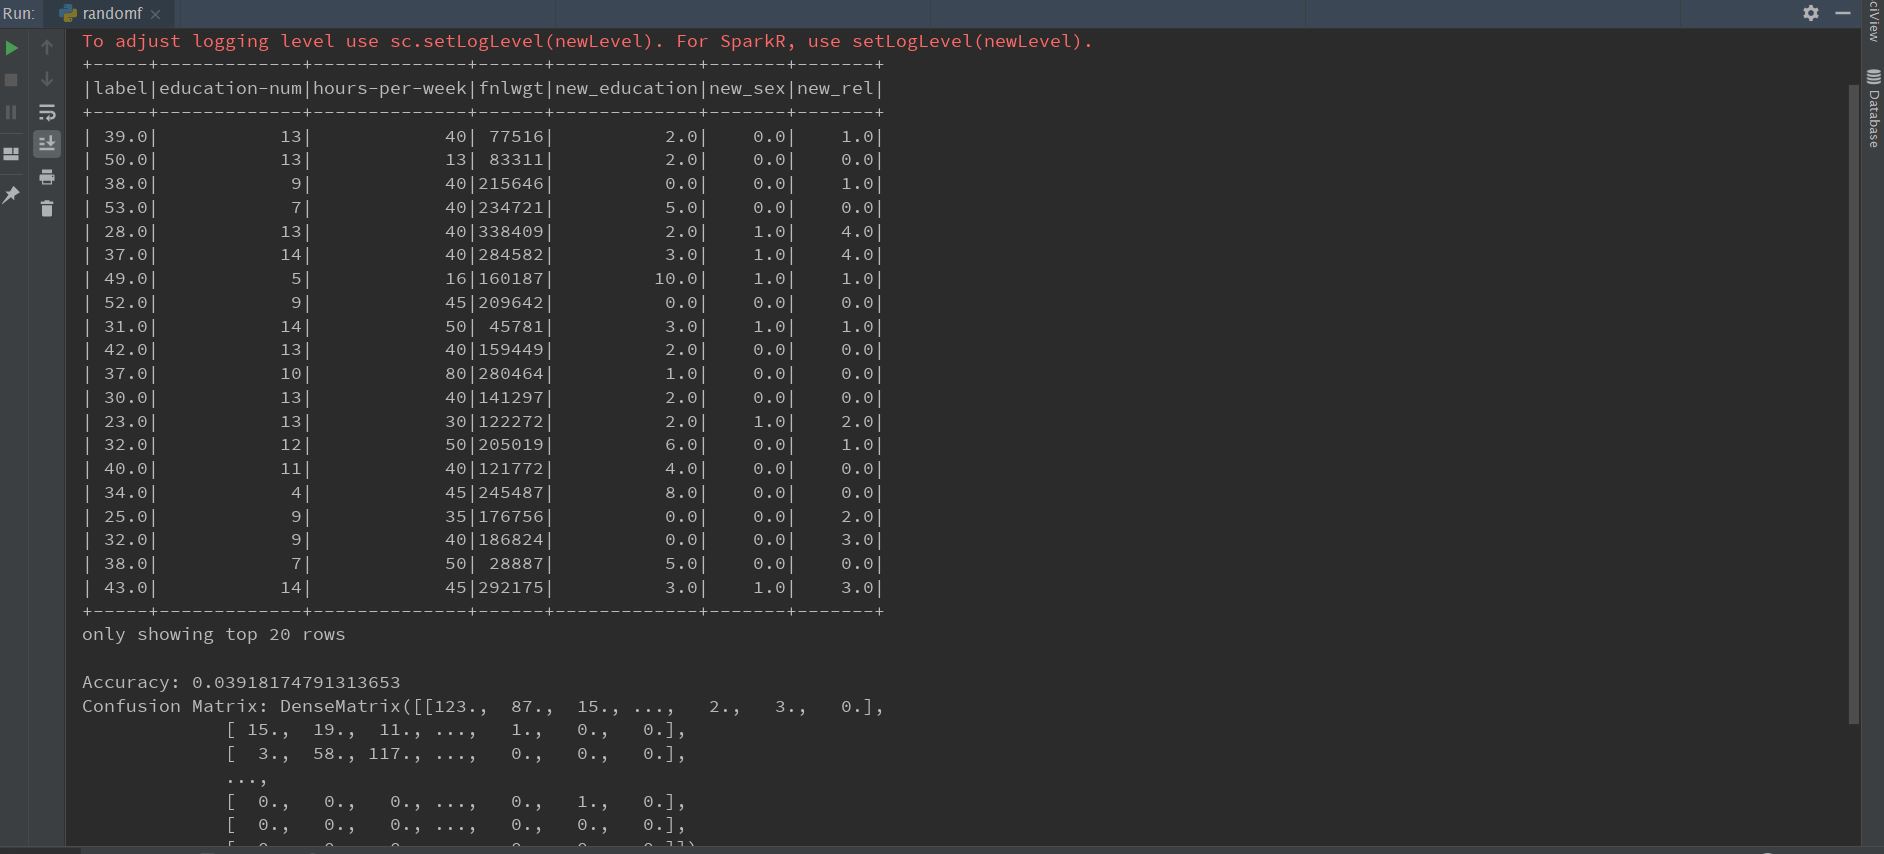 Run: randomf
To adjust logging level use sc.setLogLevel(newLevel). For SparkR, use setLogLevel(newLevel).
+-----+-------------+--------------+------+-------------+-------+-------+
|label|education-num|hours-per-week|fnlwgt|new_education|new_sex|new_rel|
+-----+-------------+--------------+------+-------------+-------+-------+
| 39.0|           13|            40| 77516|          2.0|    0.0|    1.0|
| 50.0|           13|            13| 83311|          2.0|    0.0|    0.0|
| 38.0|            9|            40|215646|          0.0|    0.0|    1.0|
| 53.0|            7|            40|234721|          5.0|    0.0|    0.0|
| 28.0|           13|            40|338409|          2.0|    1.0|    4.0|
| 37.0|           14|            40|284582|          3.0|    1.0|    4.0|
| 49.0|            5|            16|160187|         10.0|    1.0|    1.0|
| 52.0|            9|            45|209642|          0.0|    0.0|    0.0|
| 31.0|           14|            50| 45781|          3.0|    1.0|    1.0|
| 42.0|           13|            40|159449|          2.0|    0.0|    0.0|
| 37.0|           10|            80|280464|          1.0|    0.0|    0.0|
| 30.0|           13|            40|141297|          2.0|    0.0|    0.0|
| 23.0|           13|            30|122272|          2.0|    1.0|    2.0|
| 32.0|           12|            50|205019|          6.0|    0.0|    1.0|
| 40.0|           11|            40|121772|          4.0|    0.0|    0.0|
| 34.0|            4|            45|245487|          8.0|    0.0|    0.0|
| 25.0|            9|            35|176756|          0.0|    0.0|    2.0|
| 32.0|            9|            40|186824|          0.0|    0.0|    3.0|
| 38.0|            7|            50| 28887|          5.0|    0.0|    0.0|
| 43.0|           14|            45|292175|          3.0|    1.0|    3.0|
+-----+-------------+--------------+------+-------------+-------+-------+
only showing top 20 rows
Accuracy: 0.03918174791313653
Confusion Matrix: DenseMatrix([[123.,  87.,  15., ...,   2.,   3.,   0.],
[ 15.,  19.,  11., ...,   1.,   0.,   0.],
[  3.,  58., 117., ...,   0.,   0.,   0.],
...,
[  0.,   0.,   0., ...,   0.,   1.,   0.],
[  0.,   0.,   0., ...,   0.,   0.,   0.],
ciView
Database